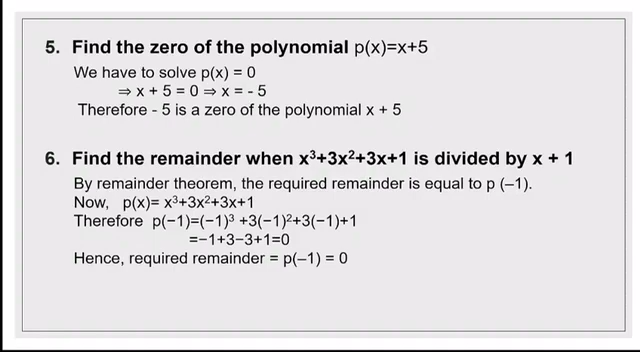 5. Find the zero of the polynomial p(x)=x+5
We have to solve p(x) = 0
⇒ x + 5 = 0 ⇒ x = - 5
Therefore - 5 is a zero of the polynomial x + 5
6. Find the remainder when x³+3x²+3x+1 is divided by x + 1
By remainder theorem, the required remainder is equal to p (–1).
Now, p(x)= x³+3x²+3x+1
Therefore p(−1)=(−1)³ +3(−1)²+3(−1)+1
=−1+3−3+1=0
Hence, required remainder = p(–1) = 0